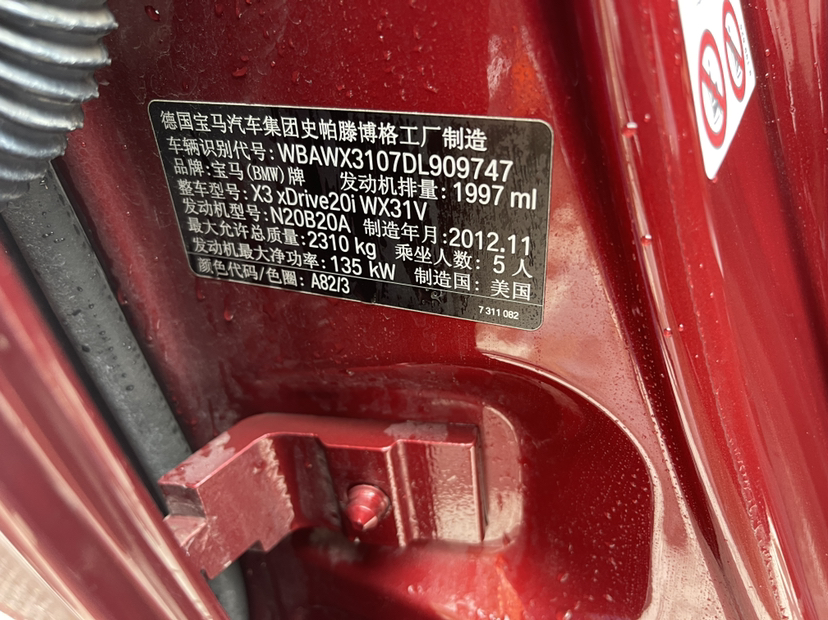 德国宝马汽车集团史帕滕博格工厂制造
车辆识别代号: WBAWX3107DL909747
品牌: 宝马(BMW)牌 发动机排量: 1997 ml
整车型号: X3 xDrive20i WX31V
发动机型号: N20B20A 制造年月: 2012.11
最大允许总质量: 2310 kg 乘坐人数: 5 人
发动机最大净功率: 135 kW 制造国: 美国
颜色代码/色圈: A82/3
7 311 082